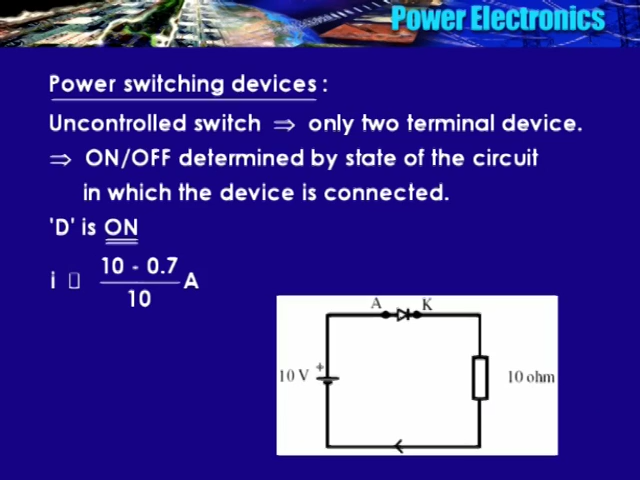 Power Electronics
Power switching devices :
Uncontrolled switch ⇒ only two terminal device.
⇒ ON/OFF determined by state of the circuit
in which the device is connected.
'D' is ON
i ▯ 10 - 0.7 A
10
A K
10 V +
10 ohm